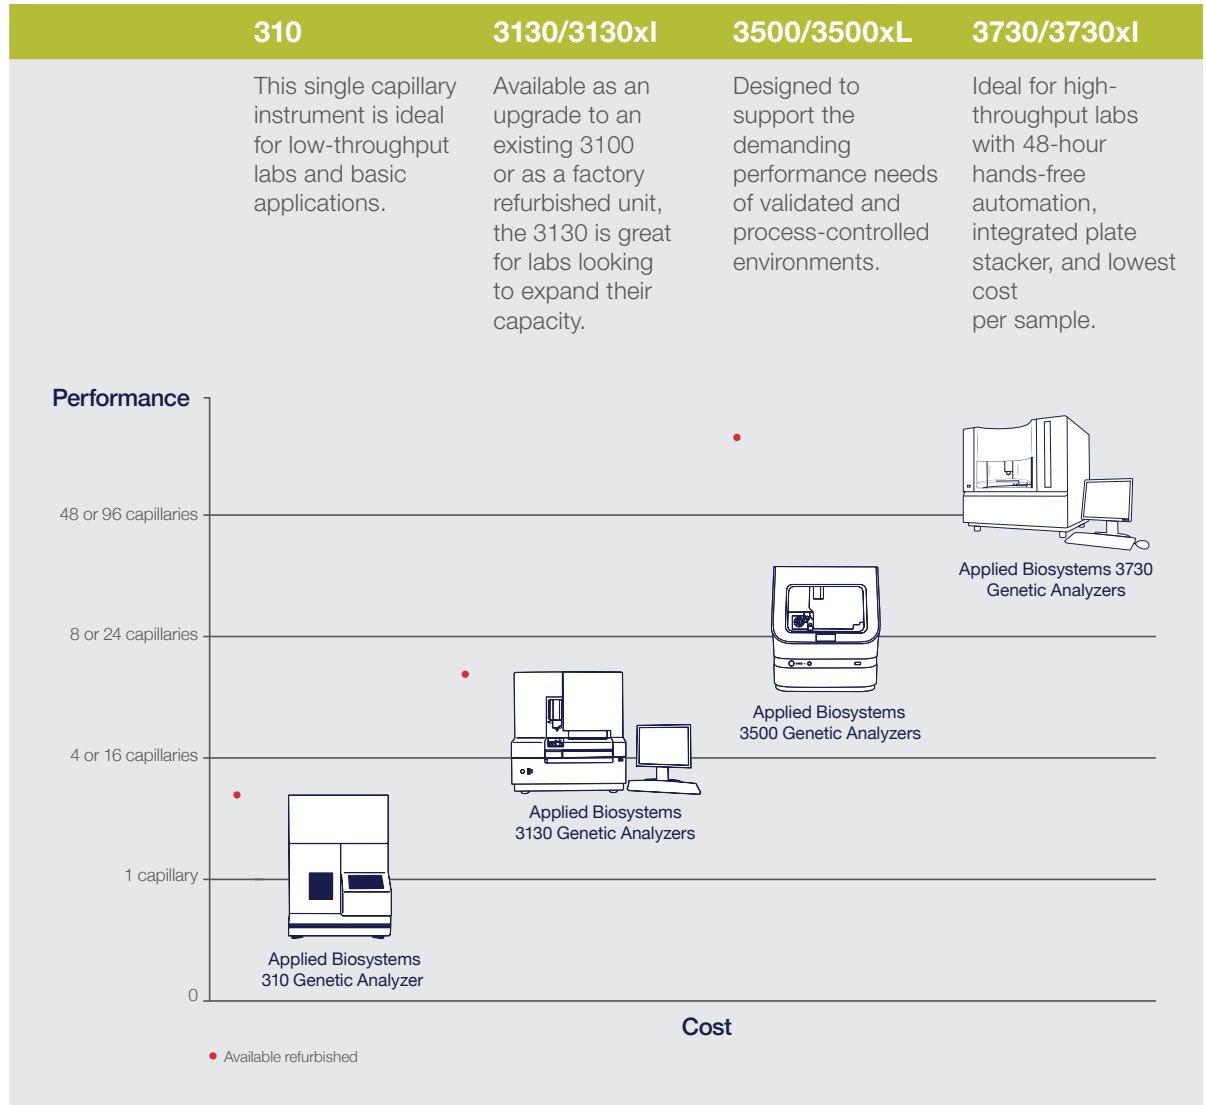 310
3130/3130xl
3500/3500xL
3730/3730xl
This single capillary
instrument is ideal
for low-throughput
labs and basic
applications.
Available as an
upgrade to an
existing 3100
or as a factory
refurbished unit,
the 3130 is great
for labs looking
to expand their
capacity.
Designed to
support the
demanding
performance needs
of validated and
process-controlled
environments.
Ideal for high-
throughput labs
with 48-hour
hands-free
automation,
integrated plate
stacker, and lowest
cost
per sample.
Performance
48 or 96 capillaries
Applied Biosystems 3730
Genetic Analyzers
8 or 24 capillaries
Applied Biosystems
3500 Genetic Analyzers
4 or 16 capillaries
Applied Biosystems
3130 Genetic Analyzers
1 capillary
Applied Biosystems
310 Genetic Analyzer
0
Cost
Available refurbished